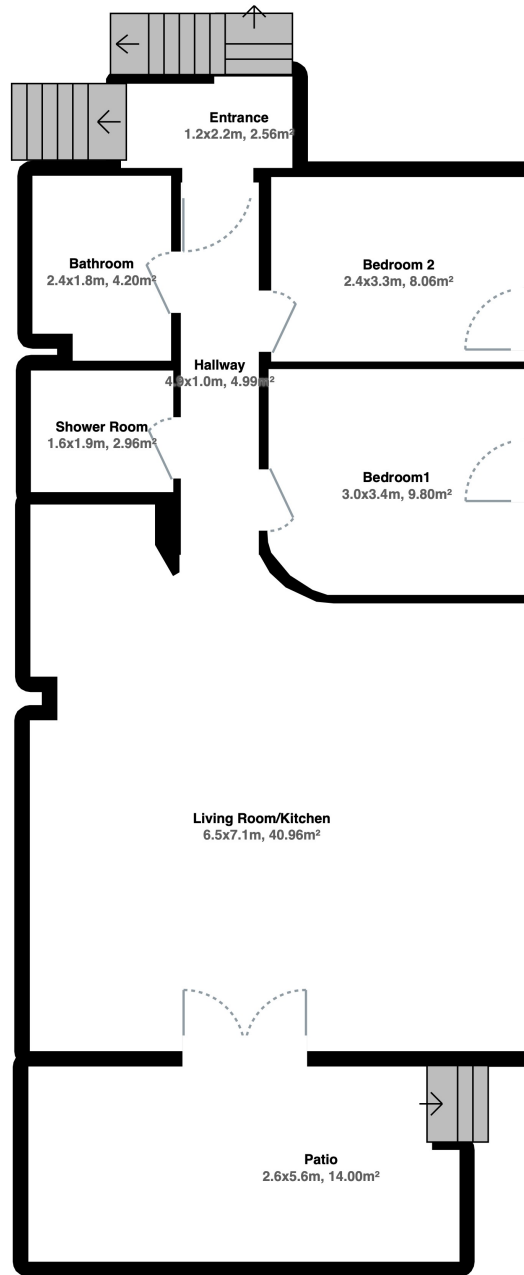 Entrance
1.2x2.2m, 2.56m²
Bathroom
2.4x1.8m, 4.20m²
Bedroom 2
2.4x3.3m, 8.06m²
Hallway
4.9x1.0m, 4.99m²
Shower Room
1.6x1.9m, 2.96m²
Bedroom1
3.0x3.4m, 9.80m²
Living Room/Kitchen
6.5x7.1m, 40.96m²
Patio
2.6x5.6m, 14.00m²